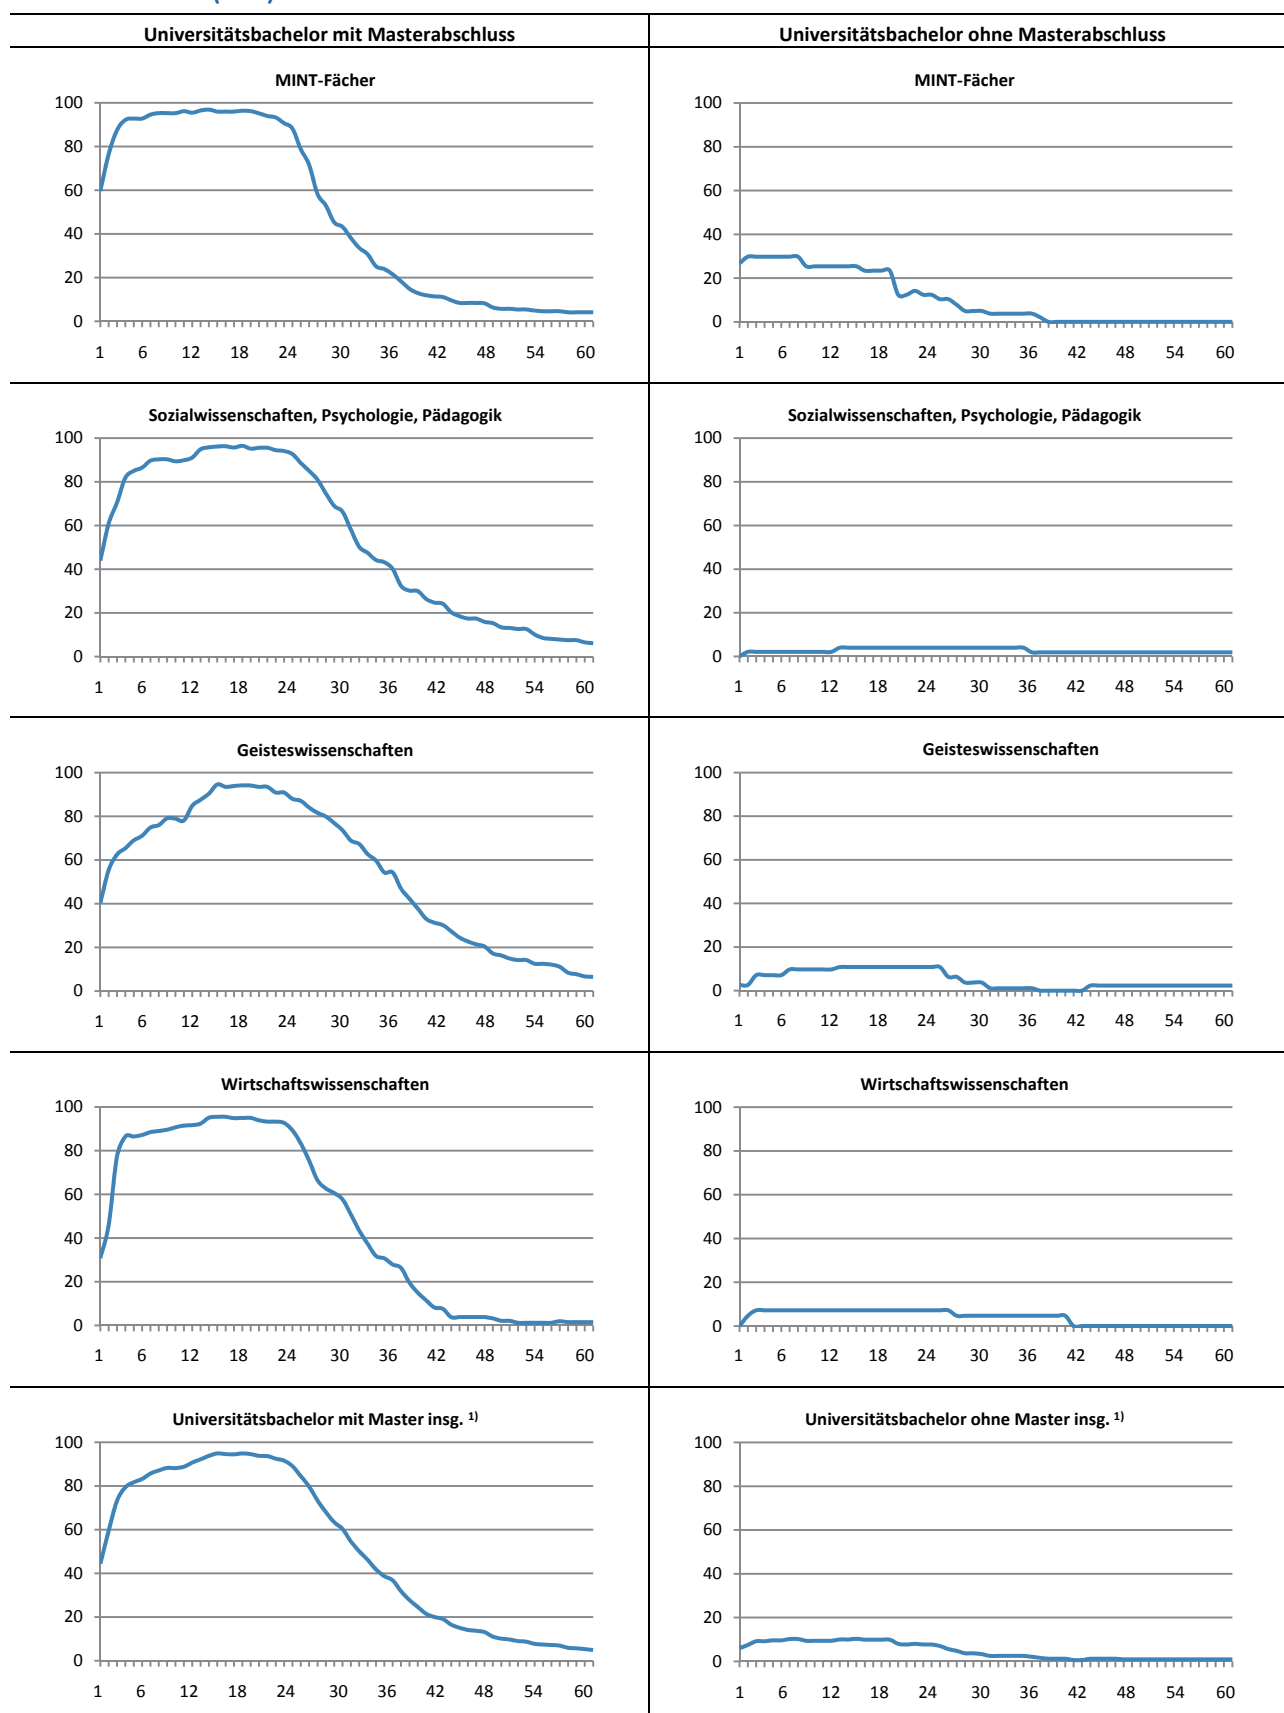 Universitätsbachelor mit Masterabschluss
Universitätsbachelor ohne Masterabschluss
MINT-Fächer
100
80
60
40
20
0
1 6 12 18 24 30 36 42 48 54 60
MINT-Fächer
100
80
60
40
20
0
1 6 12 18 24 30 36 42 48 54 60
Sozialwissenschaften, Psychologie, Pädagogik
100
80
60
40
20
0
1 6 12 18 24 30 36 42 48 54 60
Sozialwissenschaften, Psychologie, Pädagogik
100
80
60
40
20
0
1 6 12 18 24 30 36 42 48 54 60
Geisteswissenschaften
100
80
60
40
20
0
1 6 12 18 24 30 36 42 48 54 60
Geisteswissenschaften
100
80
60
40
20
0
1 6 12 18 24 30 36 42 48 54 60
Wirtschaftswissenschaften
100
80
60
40
20
0
1 6 12 18 24 30 36 42 48 54 60
Wirtschaftswissenschaften
100
80
60
40
20
0
1 6 12 18 24 30 36 42 48 54 60
Universitätsbachelor mit Master insg. 1)
100
80
60
40
20
0
1 6 12 18 24 30 36 42 48 54 60
Universitätsbachelor ohne Master insg. 1)
100
80
60
40
20
0
1 6 12 18 24 30 36 42 48 54 60